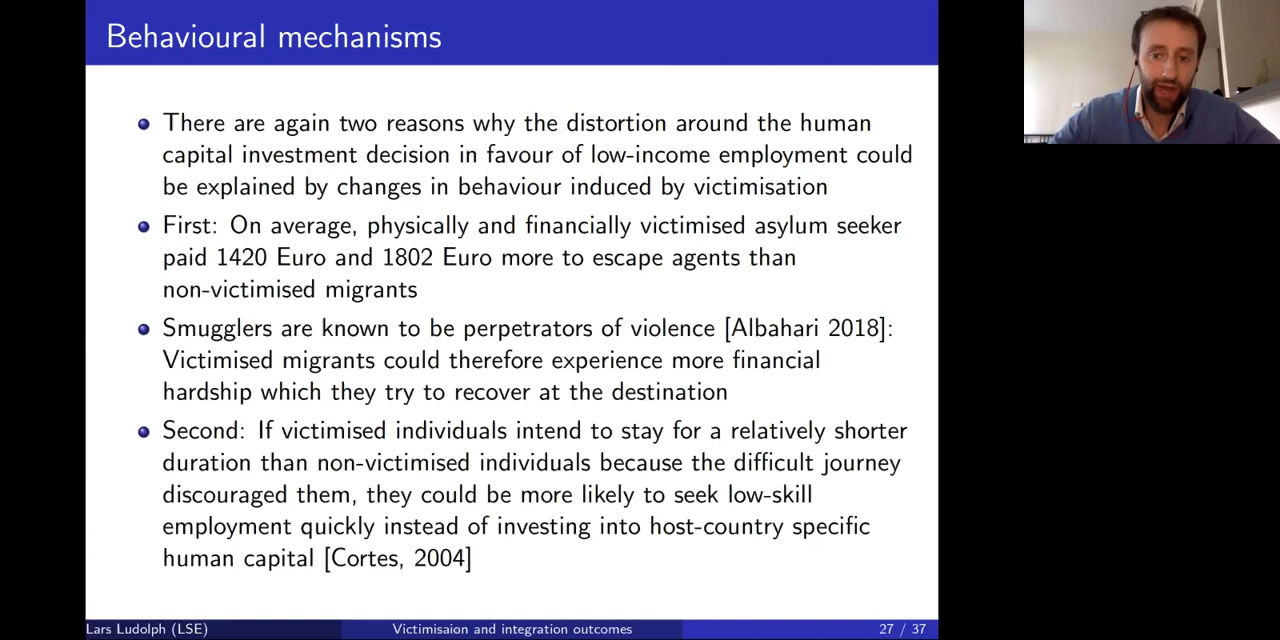 Behavioural mechanisms
There are again two reasons why the distortion around the human
capital investment decision in favour of low-income employment could
be explained by changes in behaviour induced by victimisation
First: On average, physically and financially victimised asylum seeker
paid 1420 Euro and 1802 Euro more to escape agents than
non-victimised migrants
Smugglers are known to be perpetrators of violence [Albahari 2018]:
Victimised migrants could therefore experience more financial
hardship which they try to recover at the destination
Second: If victimised individuals intend to stay for a relatively shorter
duration than non-victimised individuals because the difficult journey
discouraged them, they could be more likely to seek low-skill
employment quickly instead of investing into host-country specific
human capital [Cortes, 2004]
Lars Ludolph (LSE) Victimisaion and integration outcomes 27 / 37